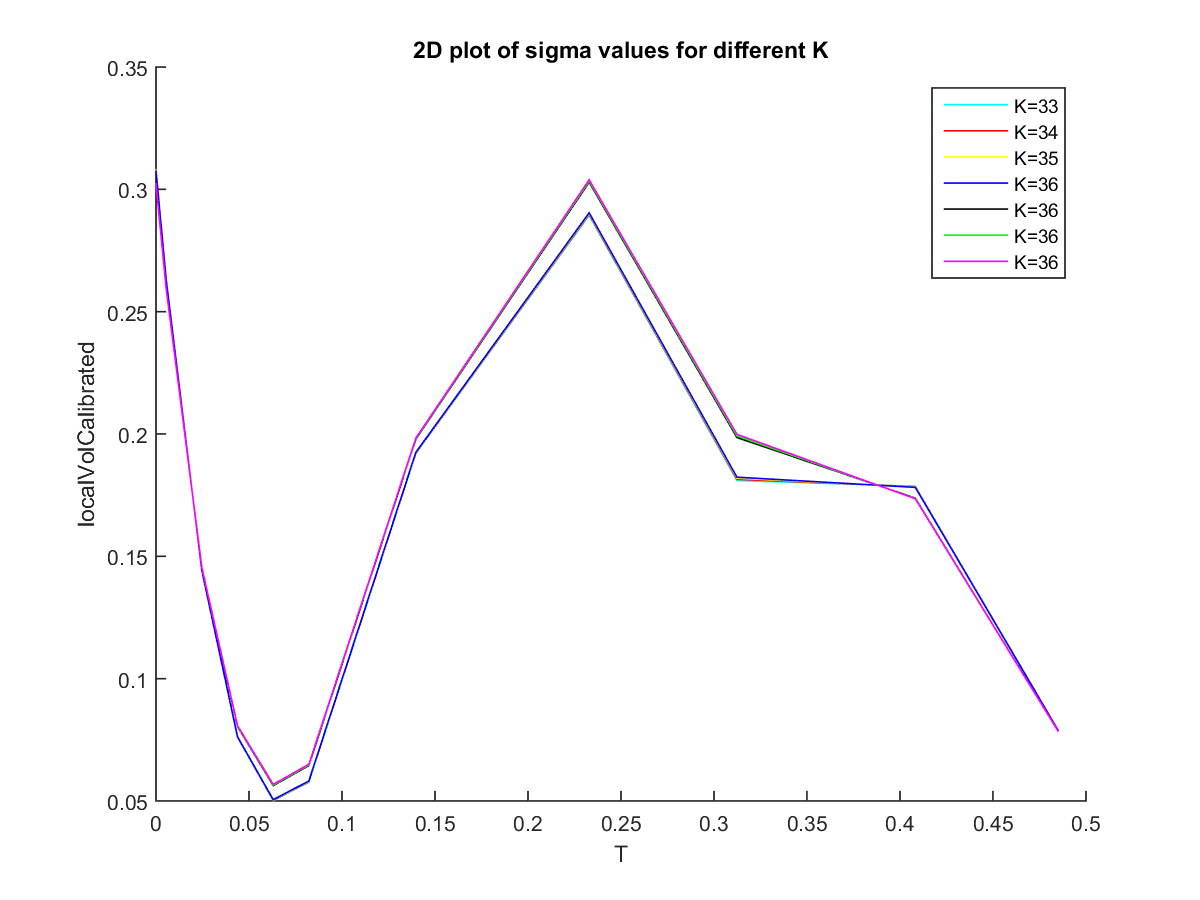 2D plot of sigma values for different K
0.35
0.3
0.25
0.2
0.15
0.1
0.05
localVolCalibrated
K=33
K=34
K=35
K=36
K=36
K=36
K=36
0 0.05 0.1 0.15 0.2 0.25 0.3 0.35 0.4 0.45 0.5
T